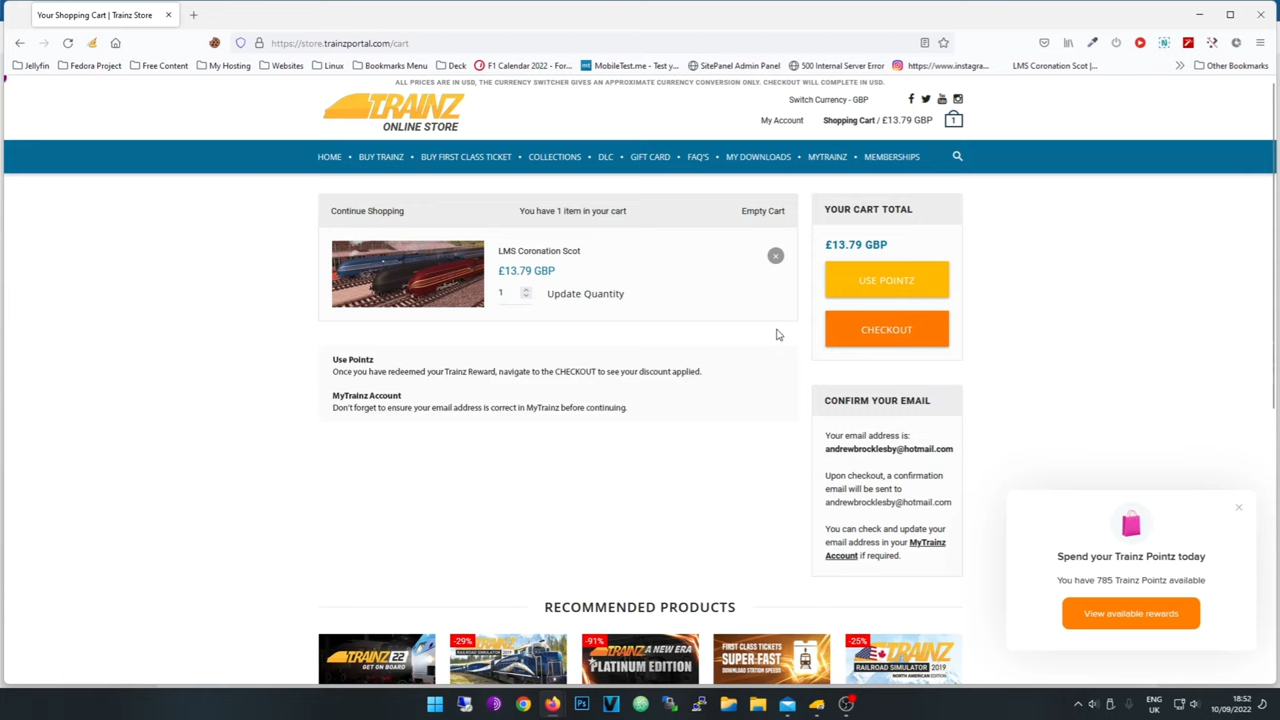 Your Shopping Cart | Trainz Store
https://store.trainzportal.com/cart
Jellyfin
Fedora Project
Free Content
My Hosting
Websites
Linux
Bookmarks Menu
Deck
F1 Calendar 2022 - For...
MobileTest.me - Test y...
SitePanel Admin Panel
500 Internal Server Error
https://www.instagra...
LMS Coronation Scot |...
Other Bookmarks
ALL PRICES ARE IN USD, THE CURRENCY SWITCHER GIVES AN APPROXIMATE CURRENCY CONVERSION ONLY. CHECKOUT WILL COMPLETE IN USD.
TRAINZ
ONLINE STORE
Switch Currency - GBP
My Account
Shopping Cart / £13.79 GBP
1
HOME • BUY TRAINZ • BUY FIRST CLASS TICKET • COLLECTIONS • DLC • GIFT CARD • FAQ'S • MY DOWNLOADS • MYTRAINZ • MEMBERSHIPS
Continue Shopping
You have 1 item in your cart
Empty Cart
LMS Coronation Scot
£13.79 GBP
1
Update Quantity
Use Pointz
Once you have redeemed your Trainz Reward, navigate to the CHECKOUT to see your discount applied.
MyTrainz Account
Don't forget to ensure your email address is correct in MyTrainz before continuing.
YOUR CART TOTAL
£13.79 GBP
USE POINTZ
CHECKOUT
CONFIRM YOUR EMAIL
Your email address is:
andrewbrocklesby@hotmail.com
Upon checkout, a confirmation
email will be sent to
andrewbrocklesby@hotmail.com
You can check and update your
email address in your MyTrainz
Account if required.
Spend your Trainz Pointz today
You have 785 Trainz Pointz available
View available rewards
RECOMMENDED PRODUCTS
TRAINZ 22
GET ON BOARD
-29%
-91%
TRAINZ A NEW ERA
PLATINUM EDITION
FIRST CLASS TICKETS
SUPER-FAST
DOWNLOAD STATION SPEEDS
-25%
TRAINZ
RAILROAD SIMULATOR 2019
NORTH AMERICAN EDITION
ENG
UK
18:52
10/09/2022